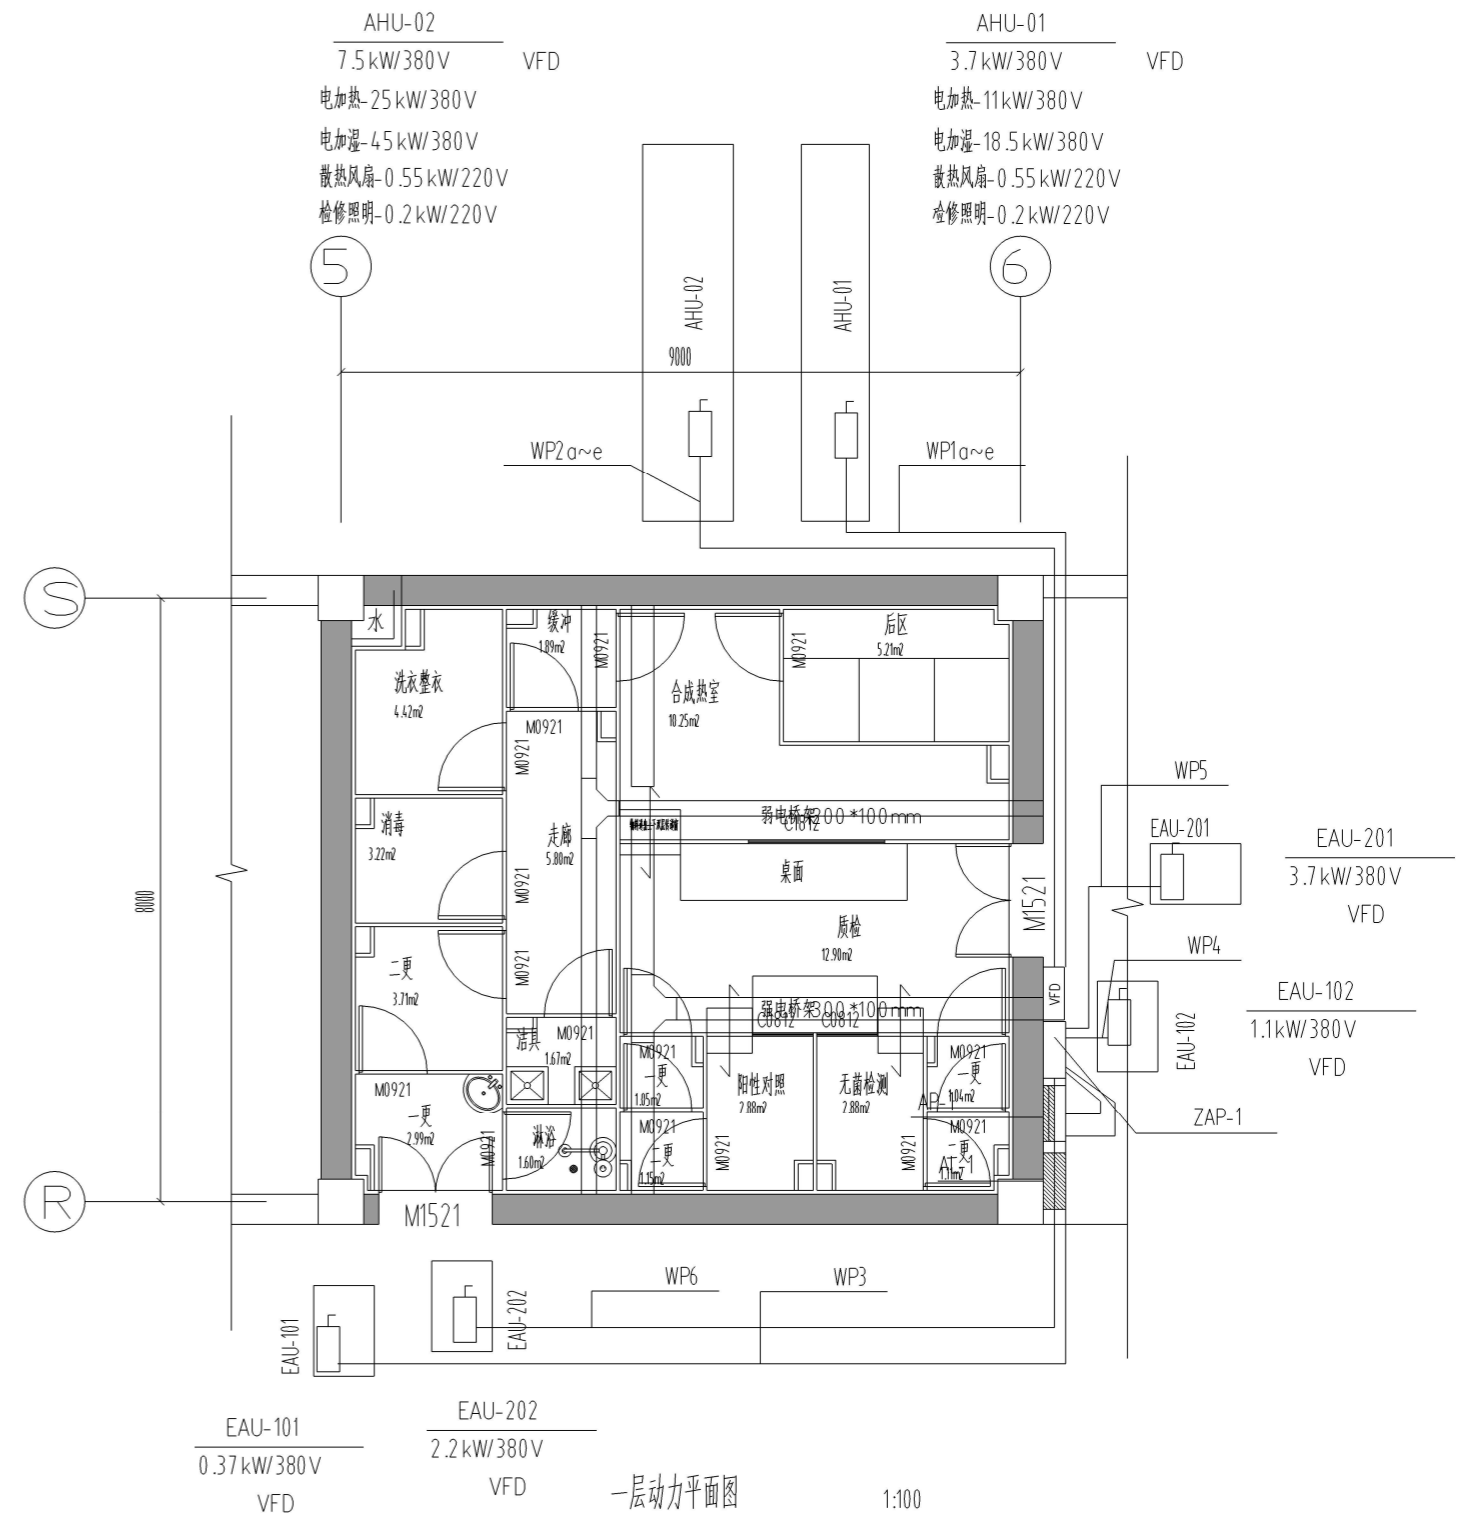 AHU-02
7.5kW/380V VFD
电加热-25kW/380V
电加湿-45kW/380V
散热风扇-0.55kW/220V
检修照明-0.2kW/220V
AHU-01
3.7kW/380V VFD
电加热-11kW/380V
电加湿-18.5kW/380V
散热风扇-0.55kW/220V
检修照明-0.2kW/220V
5
6
AHU-02
AHU-01
9000
WP2a~e
WP1a~e
S
水
缓冲
1.89m2
M0921
M0921
后区
5.21m2
洗衣整衣
4.42m2
合成热室
10.25m2
M0921
M0921
WP5
消毒
3.22m2
走廊
5.80m2
弱电桥架200*100mm
C1812
EAU-201
EAU-201
3.7kW/380V
VFD
8000
M0921
桌面
M1521
质检
12.90m2
WP4
二更
3.71m2
M0921
VFD
EAU-102
1.1kW/380V
VFD
EAU-102
强电桥架300*100mm
C0812
C0812
洁具
M0921
1.67m2
M0921
一更
1.05m2
阳性对照
2.88m2
无菌检测
2.88m2
M0921
一更
1.04m2
M0921
一更
2.99m2
M0921
AP-1
ZAP-1
淋浴
1.60m2
M0921
二更
1.15m2
M0921
M0921
M0921
二更
1.11m2
AT-1
R
M1521
WP6
WP3
EAU-101
EAU-202
EAU-101
0.37kW/380V
VFD
EAU-202
2.2kW/380V
VFD
一层动力平面图 1:100